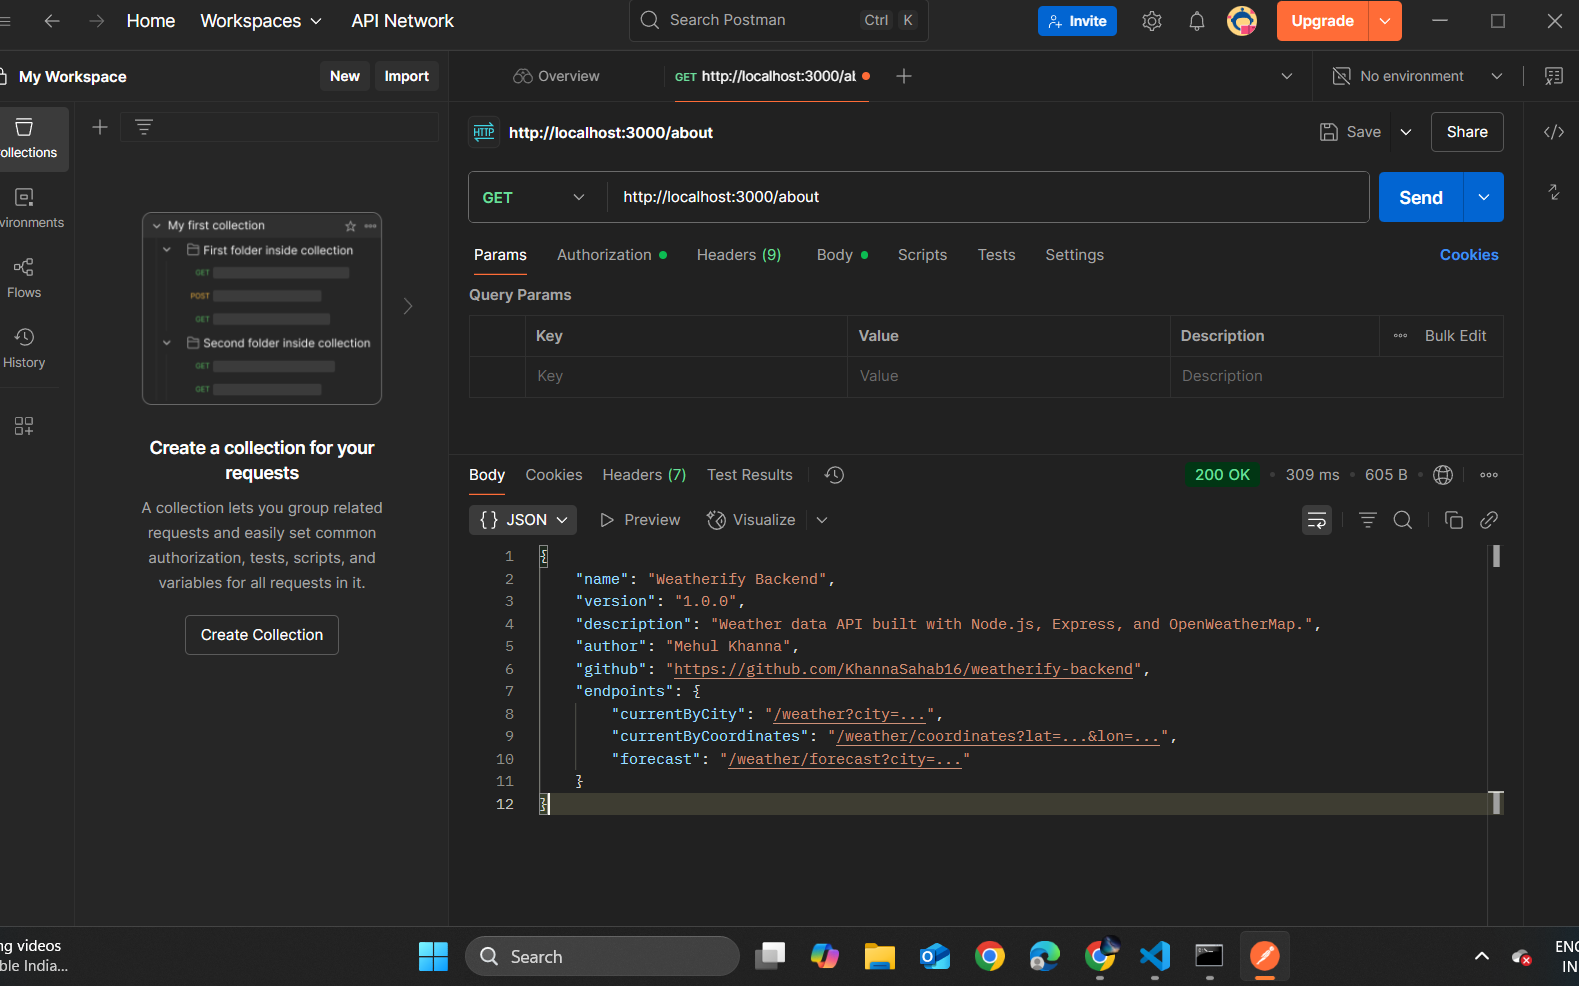 Home
Workspaces
API Network
Search Postman
Ctrl
K
Invite
Upgrade
My Workspace
New
Import
Overview
GET http://localhost:3000/al
No environment
ollections
vironments
Flows
History
My first collection
First folder inside collection
GET
POST
GET
Second folder inside collection
GET
GET
Create a collection for your
requests
A collection lets you group related
requests and easily set common
authorization, tests, scripts, and
variables for all requests in it.
Create Collection
HTTP
http://localhost:3000/about
Save
Share
GET
http://localhost:3000/about
Send
Params
Authorization
Headers (9)
Body
Scripts
Tests
Settings
Cookies
Query Params
Key
Value
Description
Bulk Edit
Key
Value
Description
Body
Cookies
Headers (7)
Test Results
200 OK
309 ms
605 B
{} JSON
Preview
Visualize
1 {
2 "name": "Weatherify Backend",
3 "version": "1.0.0",
4 "description": "Weather data API built with Node.js, Express, and OpenWeatherMap.",
5 "author": "Mehul Khanna",
6 "github": "https://github.com/KhannaSahab16/weatherify-backend",
7 "endpoints": {
8 "currentByCity": "/weather?city=...",
9 "currentByCoordinates": "/weather/coordinates?lat=...&lon=...",
10 "forecast": "/weather/forecast?city=..."
11 }
12 }
ng videos
ble India...
Search
ENG
IN